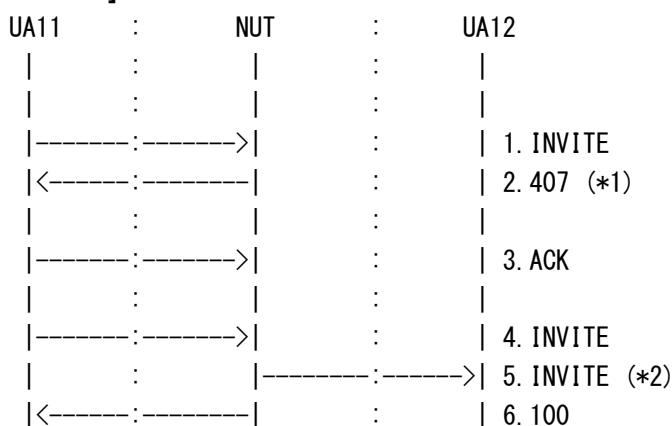 UA11 : NUT : UA12
| : | : |
| : | : |
|-------:------->| : | 1. INVITE
|<------:--------| : | 2. 407 (*1)
| : | : |
|-------:------->| : | 3. ACK
| : | : |
|-------:------->| : | 4. INVITE
| : |--------:------>| 5. INVITE (*2)
|<------:--------| : | 6. 100